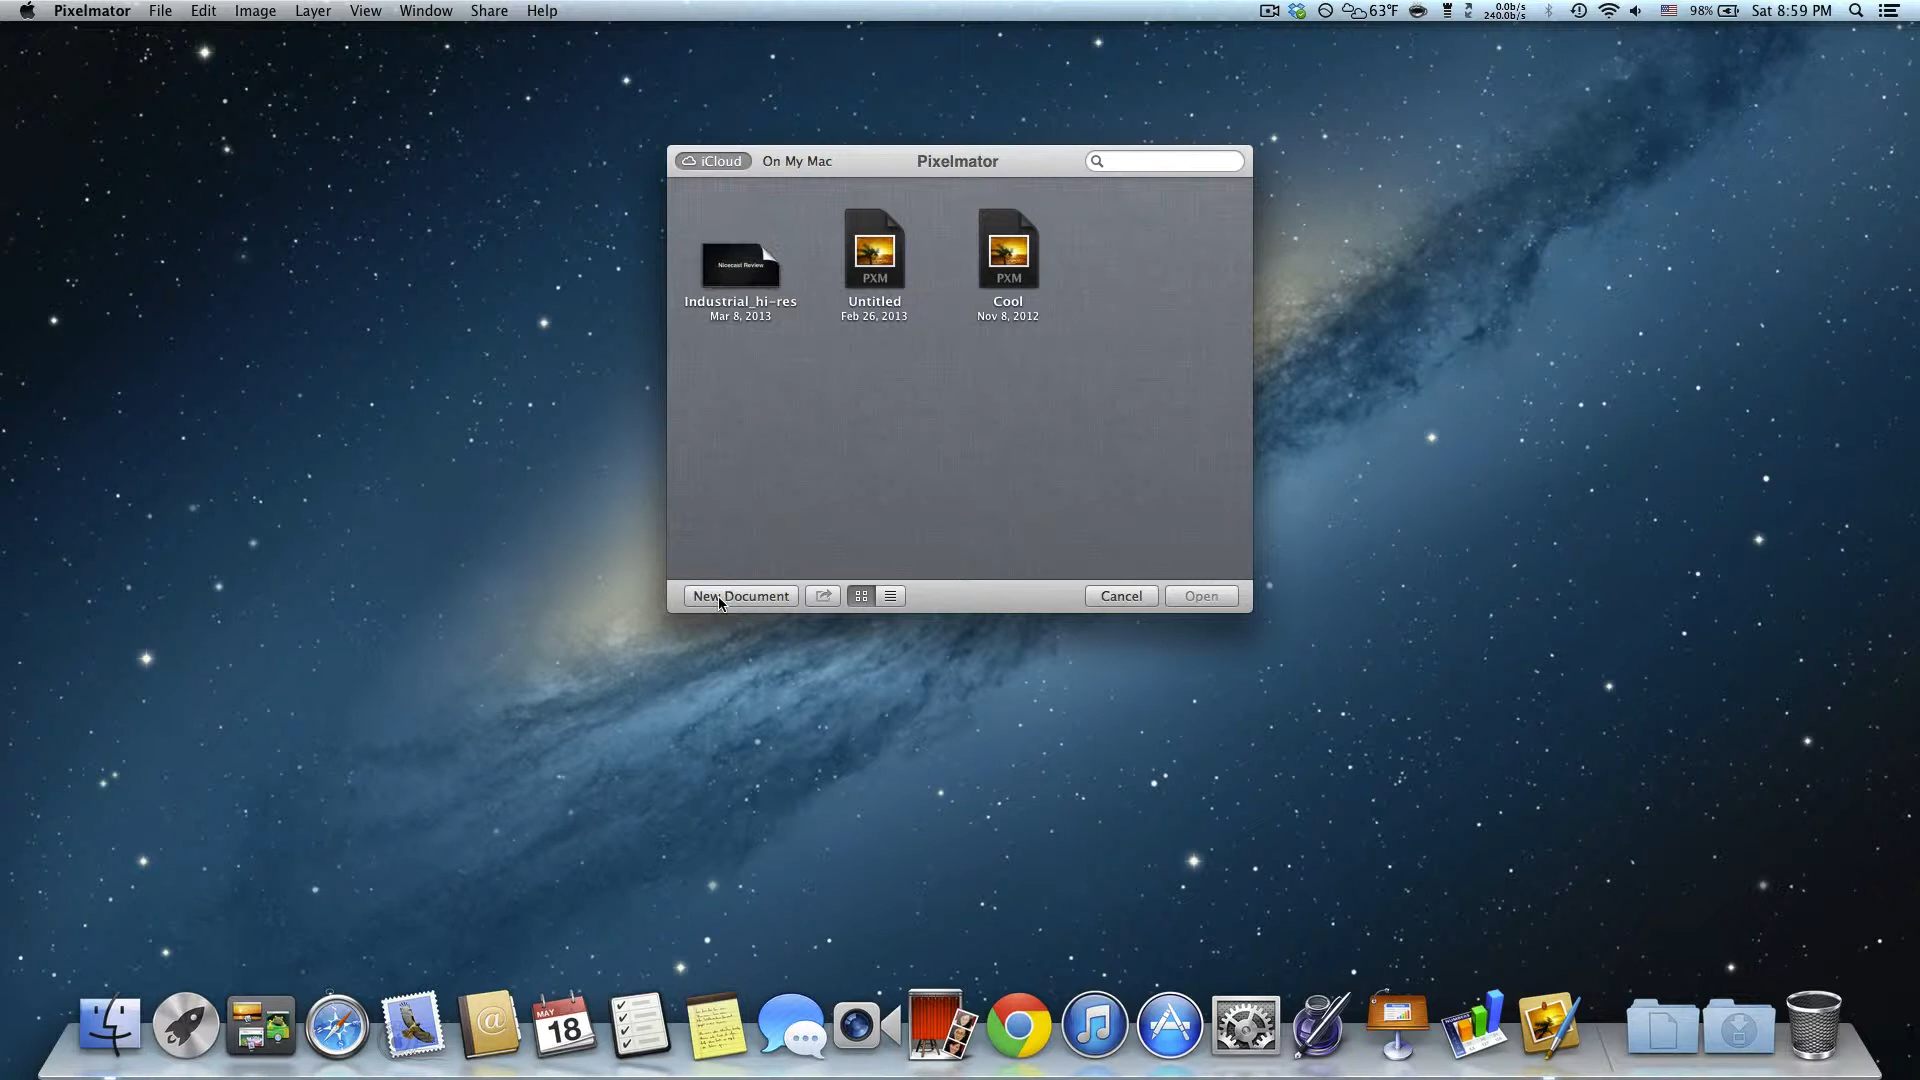 Pixelmator File Edit Image Layer View Window Share Help
63°F 0.0b/s 98% Sat 8:59 PM
240.0b/s
iCloud On My Mac Pixelmator
Nicecast Review
PXM
PXM
Industrial_hi-res
Mar 8, 2013
Untitled
Feb 26, 2013
Cool
Nov 8, 2012
New Document Cancel Open
MAY
18